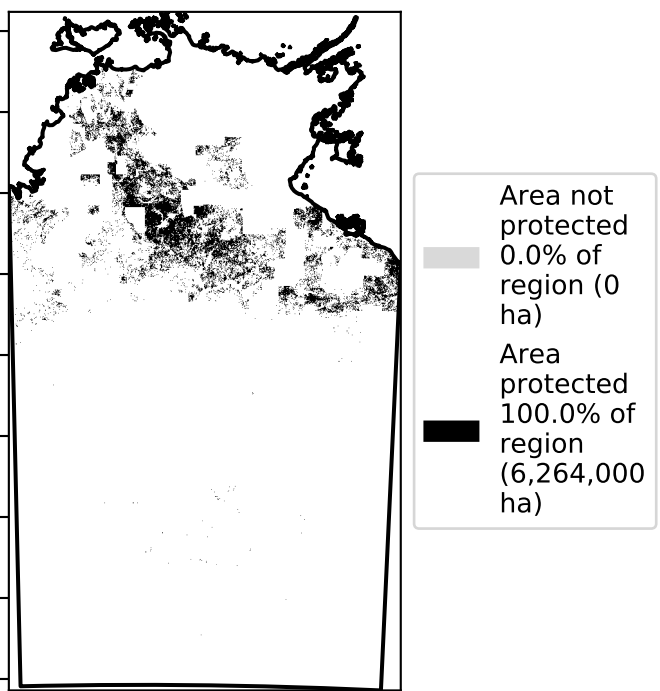 Area not
protected
0.0% of
region (0
ha)
Area
protected
100.0% of
region
(6,264,000
ha)